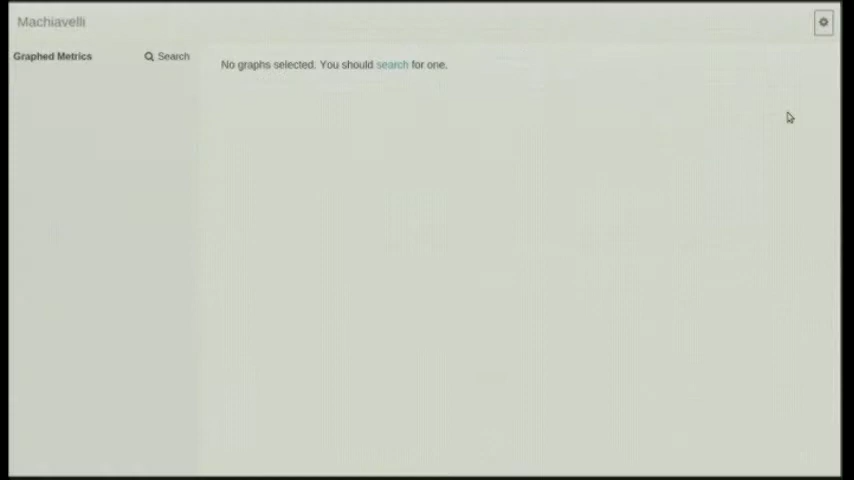 Machiavelli
Graphed Metrics
Search
No graphs selected. You should search for one.